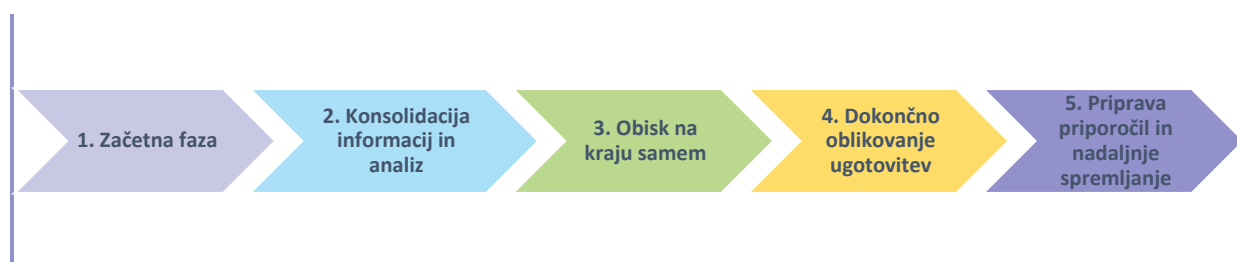 1. Začetna faza
2. Konsolidacija
informacij in
analiz
3. Obisk na
kraju samem
4. Dokončno
oblikovanje
ugotovitev
5. Priprava
priporočil in
nadaljnje
spremljanje